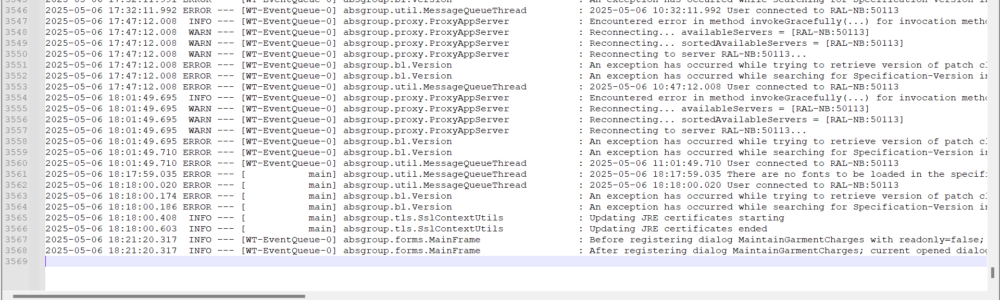 3546 2025-05-06 17:32:11.992 ERROR --- [WT-EventQueue-0] absgroup.util.MessageQueueThread : 2025-05-06 10:32:11.992 User connected to RAL-NB:50113
3547 2025-05-06 17:47:12.008 INFO --- [WT-EventQueue-0] absgroup.proxy.ProxyAppServer : Encountered error in method invokeGracefully(...) for invocation
3548 2025-05-06 17:47:12.008 WARN --- [WT-EventQueue-0] absgroup.proxy.ProxyAppServer : Reconnecting... availableServers = [RAL-NB:50113]
3549 2025-05-06 17:47:12.008 WARN --- [WT-EventQueue-0] absgroup.proxy.ProxyAppServer : Reconnecting... sortedAvailableServers = [RAL-NB:50113]
3550 2025-05-06 17:47:12.008 WARN --- [WT-EventQueue-0] absgroup.proxy.ProxyAppServer : Reconnecting to server RAL-NB:50113...
3551 2025-05-06 17:47:12.008 ERROR --- [WT-EventQueue-0] absgroup.bl.Version : An exception has occurred while trying to retrieve version of patch
3552 2025-05-06 17:47:12.008 ERROR --- [WT-EventQueue-0] absgroup.bl.Version : An exception has occurred while searching for Specification-Version
3553 2025-05-06 17:47:12.008 ERROR --- [WT-EventQueue-0] absgroup.util.MessageQueueThread : 2025-05-06 10:47:12.008 User connected to RAL-NB:50113
3554 2025-05-06 18:01:49.695 INFO --- [WT-EventQueue-0] absgroup.proxy.ProxyAppServer : Encountered error in method invokeGracefully(...) for invocation
3555 2025-05-06 18:01:49.695 WARN --- [WT-EventQueue-0] absgroup.proxy.ProxyAppServer : Reconnecting... availableServers = [RAL-NB:50113]
3556 2025-05-06 18:01:49.695 WARN --- [WT-EventQueue-0] absgroup.proxy.ProxyAppServer : Reconnecting... sortedAvailableServers = [RAL-NB:50113]
3557 2025-05-06 18:01:49.695 WARN --- [WT-EventQueue-0] absgroup.proxy.ProxyAppServer : Reconnecting to server RAL-NB:50113...
3558 2025-05-06 18:01:49.695 ERROR --- [WT-EventQueue-0] absgroup.bl.Version : An exception has occurred while trying to retrieve version of patch
3559 2025-05-06 18:01:49.710 ERROR --- [WT-EventQueue-0] absgroup.bl.Version : An exception has occurred while searching for Specification-Version
3560 2025-05-06 18:01:49.710 ERROR --- [WT-EventQueue-0] absgroup.util.MessageQueueThread : 2025-05-06 11:01:49.710 User connected to RAL-NB:50113
3561 2025-05-06 18:17:59.035 ERROR --- [ main] absgroup.util.MessageQueueThread : 2025-05-06 18:17:59.035 There are no fonts to be loaded in the
3562 2025-05-06 18:18:00.020 ERROR --- [ main] absgroup.util.MessageQueueThread : 2025-05-06 18:18:00.020 User connected to RAL-NB:50113
3563 2025-05-06 18:18:00.174 ERROR --- [ main] absgroup.bl.Version : An exception has occurred while trying to retrieve version of patch
3564 2025-05-06 18:18:00.186 ERROR --- [ main] absgroup.bl.Version : An exception has occurred while searching for Specification-Version
3565 2025-05-06 18:18:00.408 INFO --- [ main] absgroup.tls.SslContextUtils : Updating JRE certificates starting
3566 2025-05-06 18:18:00.603 INFO --- [ main] absgroup.tls.SslContextUtils : Updating JRE certificates ended
3567 2025-05-06 18:21:20.317 INFO --- [WT-EventQueue-0] absgroup.forms.MainFrame : Before registering dialog MaintainGarmentCharges with readonly=false;
3568 2025-05-06 18:21:20.317 INFO --- [WT-EventQueue-0] absgroup.forms.MainFrame : After registering dialog MaintainGarmentCharges; current opened
3569